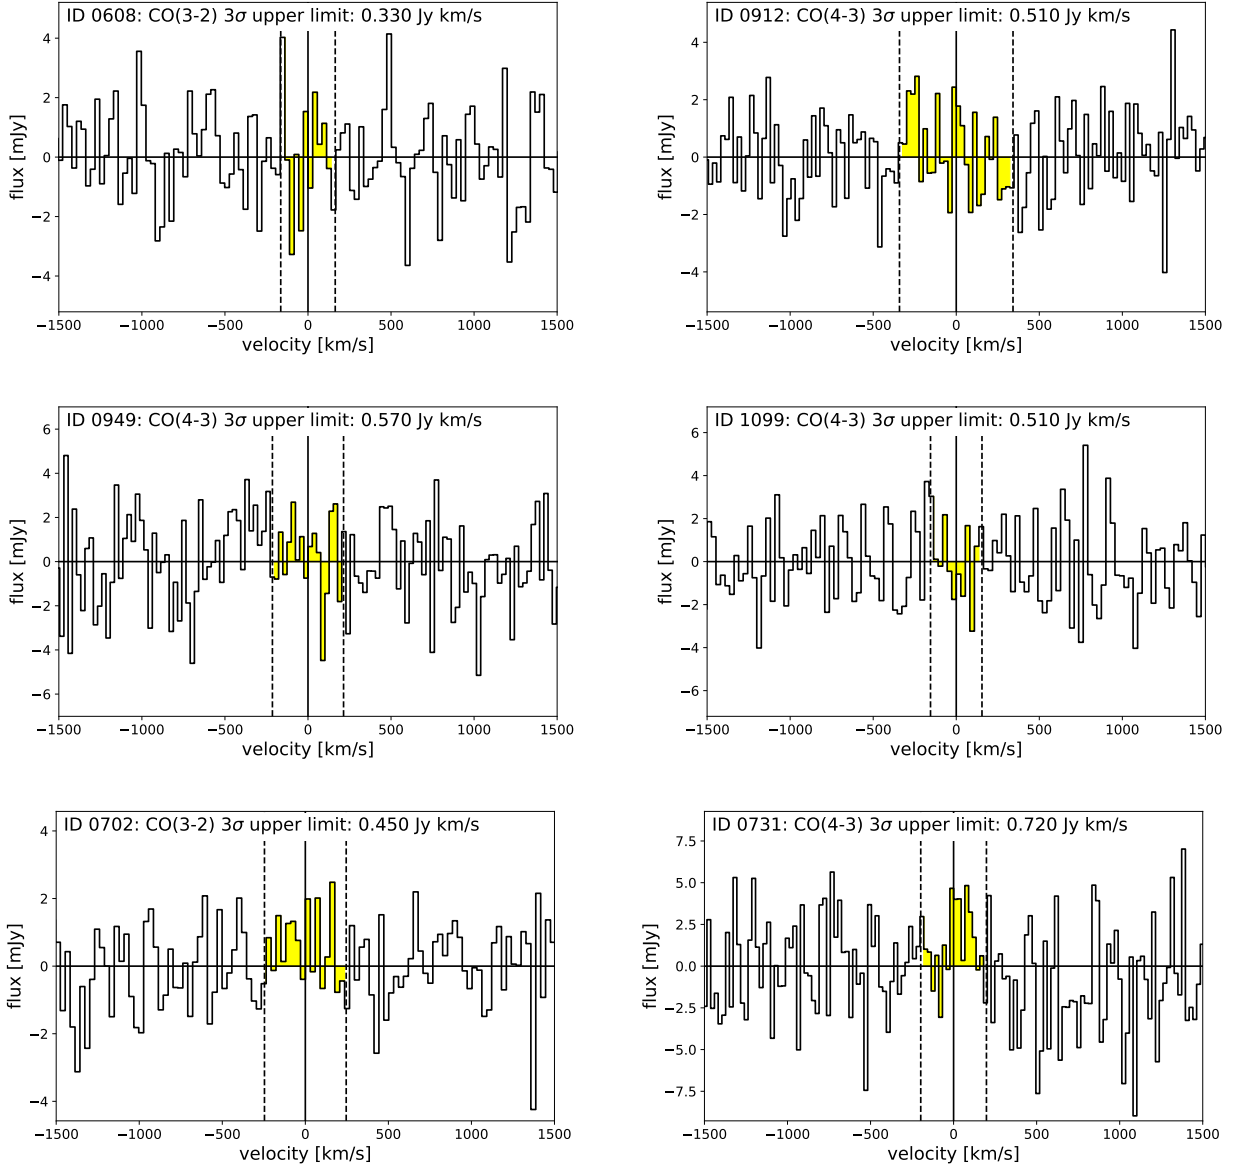 ID 0608: CO(3-2) 3σ upper limit: 0.330 Jy km/s
4
2
0
−2
−4
flux [mJy]
−1500 −1000 −500 0 500 1000 1500
velocity [km/s]
ID 0912: CO(4-3) 3σ upper limit: 0.510 Jy km/s
4
2
0
−2
−4
flux [mJy]
−1500 −1000 −500 0 500 1000 1500
velocity [km/s]
ID 0949: CO(4-3) 3σ upper limit: 0.570 Jy km/s
6
4
2
0
−2
−4
−6
flux [mJy]
−1500 −1000 −500 0 500 1000 1500
velocity [km/s]
ID 1099: CO(4-3) 3σ upper limit: 0.510 Jy km/s
6
4
2
0
−2
−4
−6
flux [mJy]
−1500 −1000 −500 0 500 1000 1500
velocity [km/s]
ID 0702: CO(3-2) 3σ upper limit: 0.450 Jy km/s
4
2
0
−2
−4
flux [mJy]
−1500 −1000 −500 0 500 1000 1500
velocity [km/s]
ID 0731: CO(4-3) 3σ upper limit: 0.720 Jy km/s
7.5
5.0
2.5
0.0
−2.5
−5.0
−7.5
flux [mJy]
−1500 −1000 −500 0 500 1000 1500
velocity [km/s]